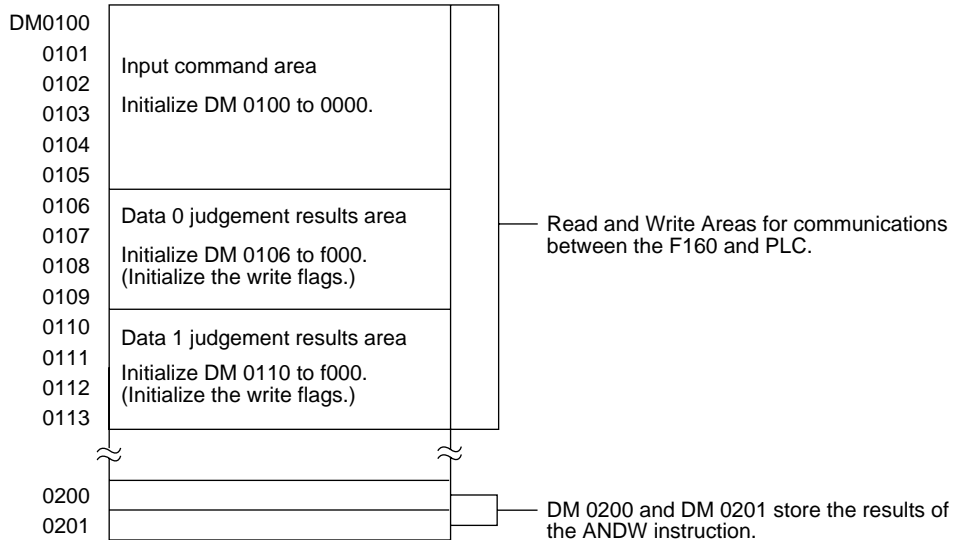 DM0100
0101
0102
0103
0104
0105
0106
0107
0108
0109
0110
0111
0112
0113
0200
0201
Input command area
Initialize DM 0100 to 0000.
Data 0 judgement results area
Initialize DM 0106 to f000.
(Initialize the write flags.)
Data 1 judgement results area
Initialize DM 0110 to f000.
(Initialize the write flags.)
Read and Write Areas for communications
between the F160 and PLC.
DM 0200 and DM 0201 store the results of
the ANDW instruction.